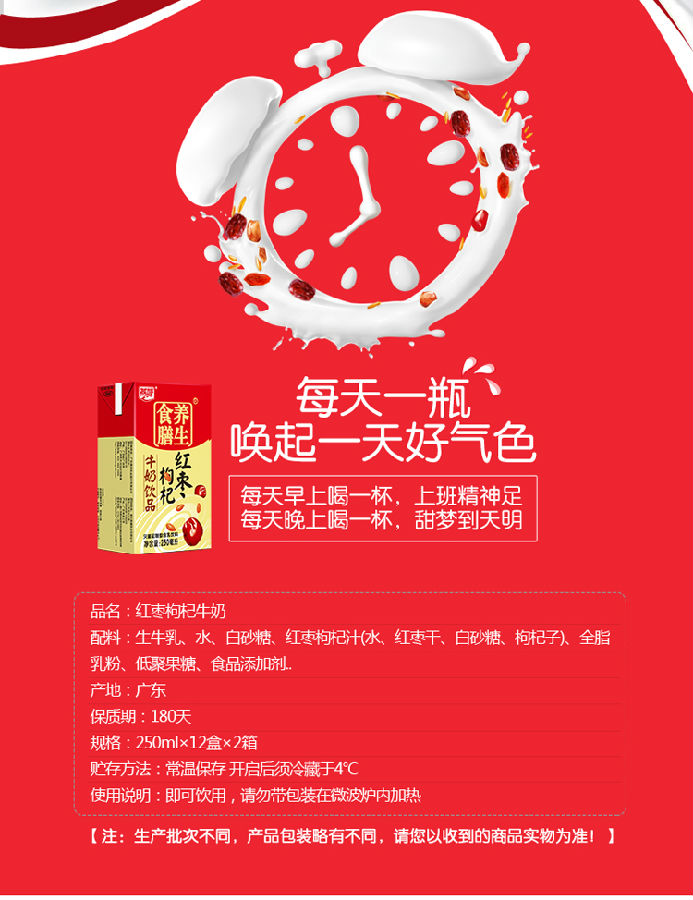 每天一瓶
唤起一天好气色
每天早上喝一杯，上班精神足
每天晚上喝一杯，甜梦到天明
养生
食膳
红枣枸杞
牛奶饮品
净含量:250毫升
品名：红枣枸杞牛奶
配料：生牛乳、水、白砂糖、红枣枸杞汁(水、红枣干、白砂糖、枸杞子)、全脂
乳粉、低聚果糖、食品添加剂..
产地：广东
保质期：180天
规格：250ml×12盒×2箱
贮存方法：常温保存 开启后须冷藏于4℃
使用说明：即可饮用，请勿带包装在微波炉内加热
【 注：生产批次不同，产品包装略有不同，请您以收到的商品实物为准！】